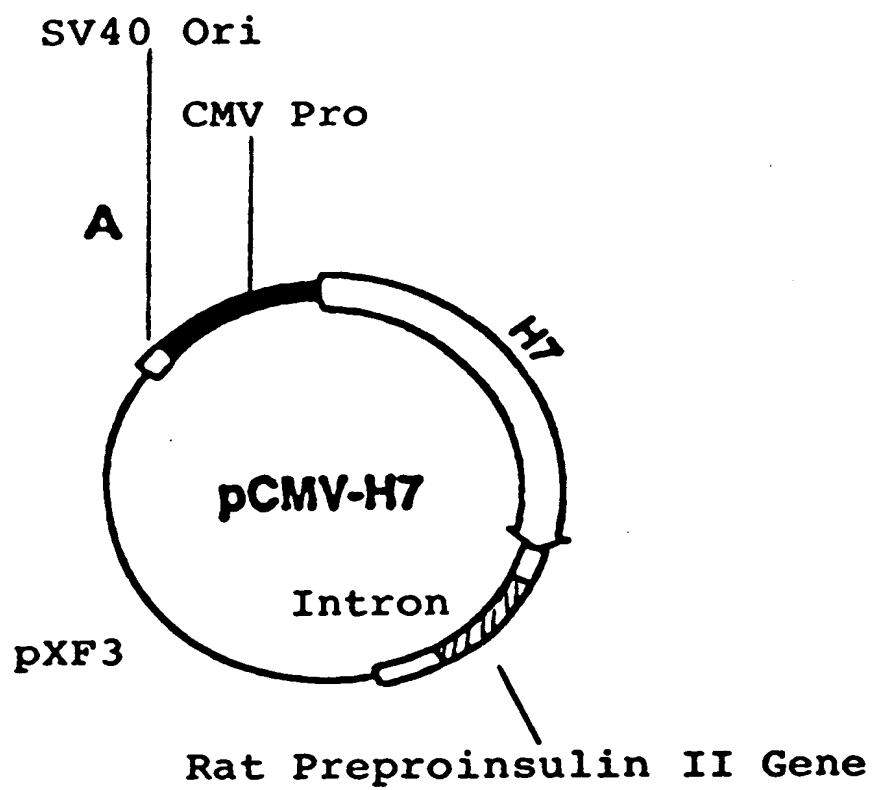 SV40 Ori
CMV Pro
A
H7
pCMV-H7
Intron
pXF3
Rat Preproinsulin II Gene